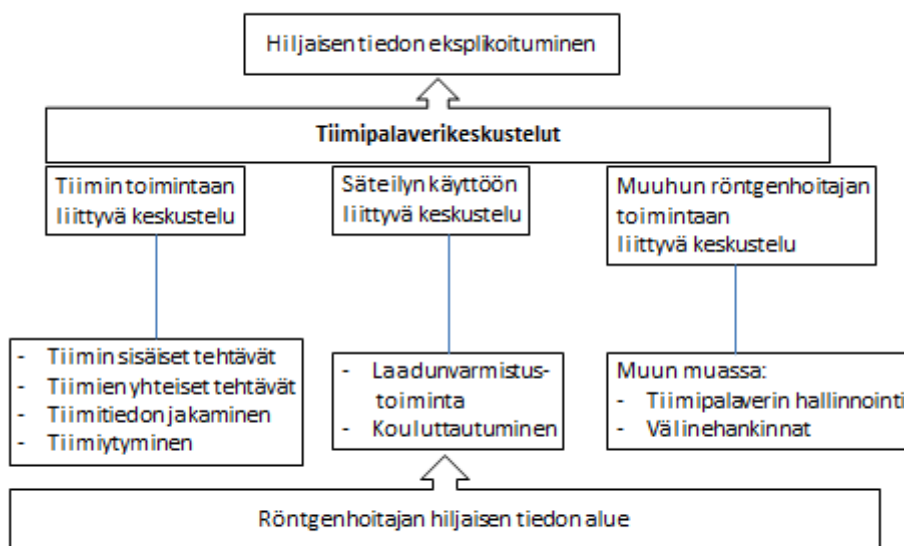 Hiljaisen tiedon eksplikoituminen
Tiimipalaverikeskustelut
Tiimin toimintaan
liittyvä keskustelu
Säteilyn käyttöön
liittyvä keskustelu
Muuhun röntgenhoitajan
toimintaan
liittyvä keskustelu
- Tiimin sisäiset tehtävät
- Tiimien yhteiset tehtävät
- Tiimitiedon jakaminen
- Tiimiytyminen
- Laadunvarmistus-
toiminta
- Kouluttautuminen
Muun muassa:
- Tiimipalaverin hallinnointi
- Välinehankinnat
Röntgenhoitajan hiljaisen tiedon alue